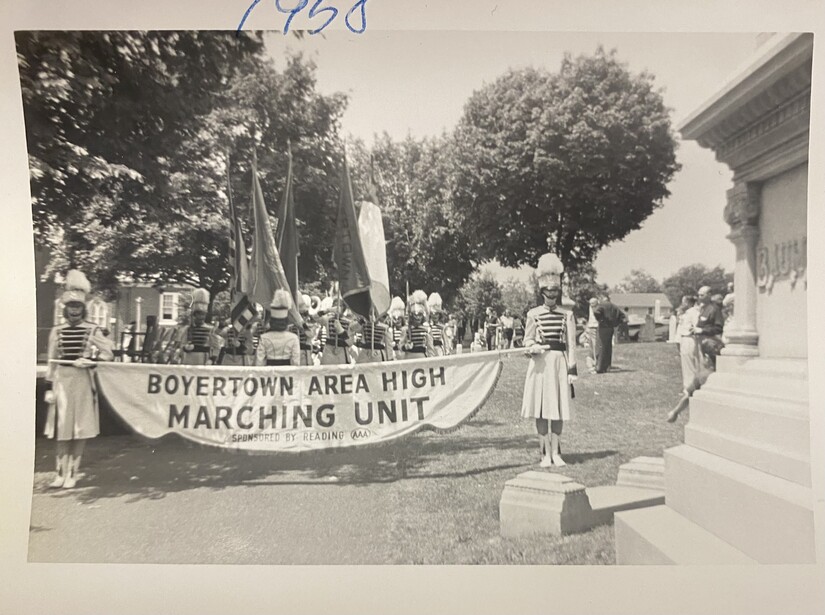 1958
BOYERTOWN AREA HIGH
MARCHING UNIT
SPONSORED BY READING AAA